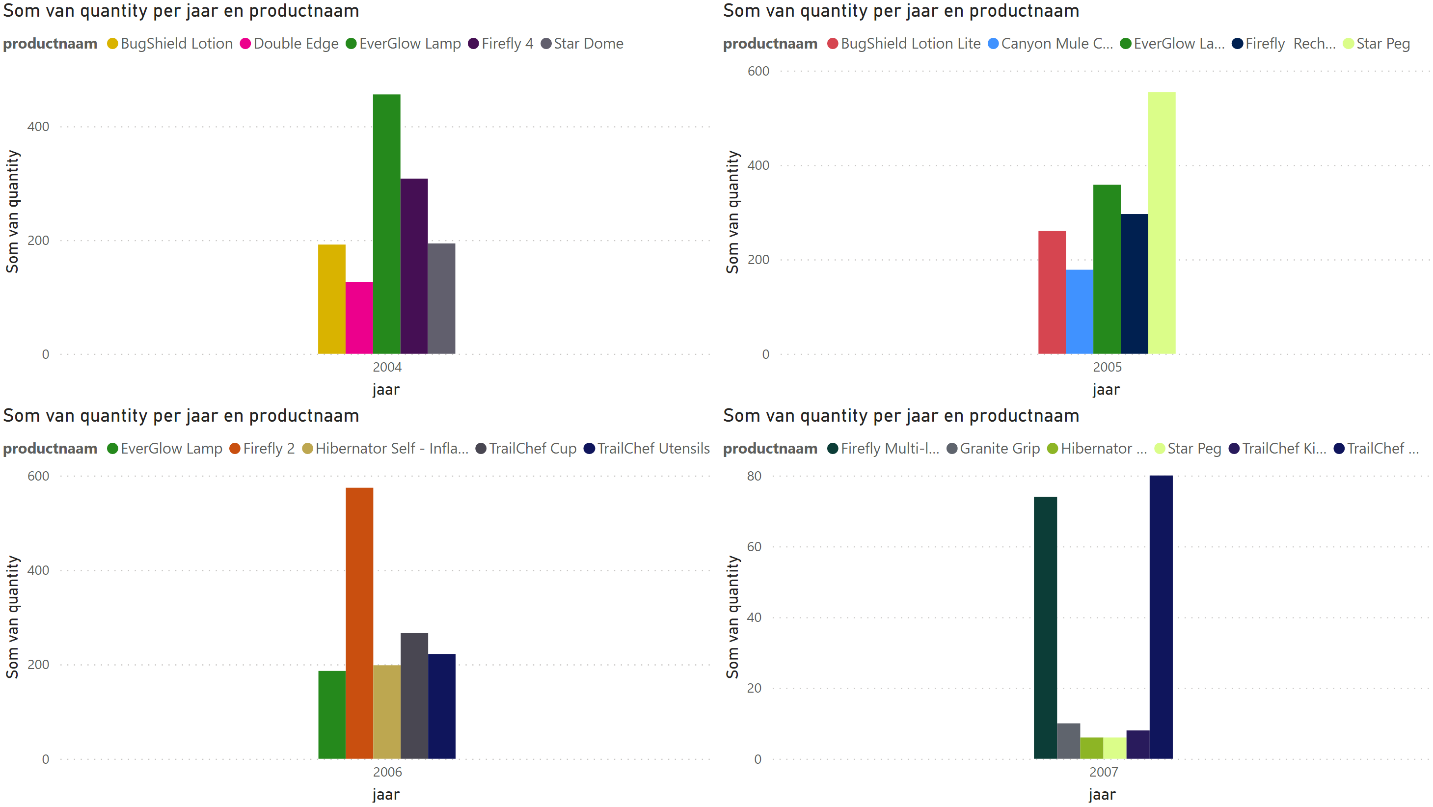 Som van quantity per jaar en productnaam
productnaam BugShield Lotion Double Edge EverGlow Lamp Firefly 4 Star Dome
400
200
0
Som van quantity
2004
jaar
Som van quantity per jaar en productnaam
productnaam BugShield Lotion Lite Canyon Mule C... EverGlow La... Firefly Rech... Star Peg
600
400
200
0
Som van quantity
2005
jaar
Som van quantity per jaar en productnaam
productnaam EverGlow Lamp Firefly 2 Hibernator Self - Infla... TrailChef Cup TrailChef Utensils
600
400
200
0
Som van quantity
2006
jaar
Som van quantity per jaar en productnaam
productnaam Firefly Multi-l... Granite Grip Hibernator ... Star Peg TrailChef Ki... TrailChef ...
80
60
40
20
0
Som van quantity
2007
jaar